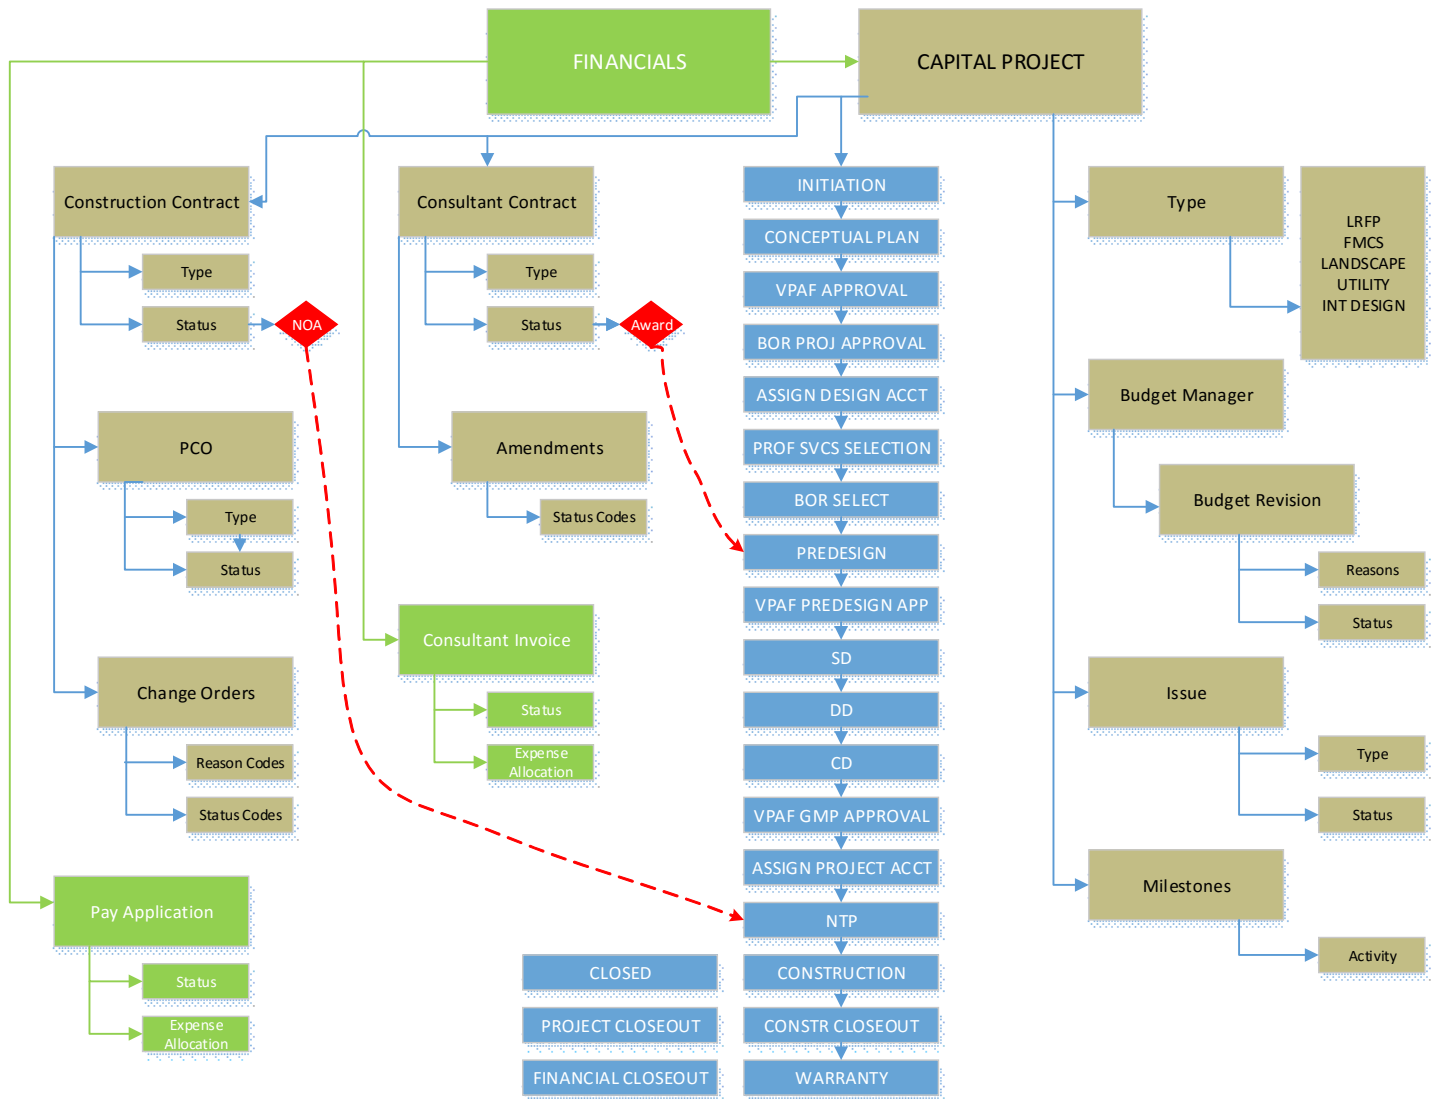 FINANCIALS
CAPITAL PROJECT
Construction Contract
Type
Status
NOA
PCO
Type
Status
Change Orders
Reason Codes
Status Codes
Pay Application
Status
Expense
Allocation
Consultant Contract
Type
Status
Award
Amendments
Status Codes
Consultant Invoice
Status
Expense
Allocation
INITIATION
CONCEPTUAL PLAN
VPAF APPROVAL
BOR PROJ APPROVAL
ASSIGN DESIGN ACCT
PROF SVCS SELECTION
BOR SELECT
PREDESIGN
VPAF PREDESIGN APP
SD
DD
CD
VPAF GMP APPROVAL
ASSIGN PROJECT ACCT
NTP
CONSTRUCTION
CONSTR CLOSEOUT
WARRANTY
CLOSED
PROJECT CLOSEOUT
FINANCIAL CLOSEOUT
Type
LRFP
FMCS
LANDSCAPE
UTILITY
INT DESIGN
Budget Manager
Budget Revision
Reasons
Status
Issue
Type
Status
Milestones
Activity